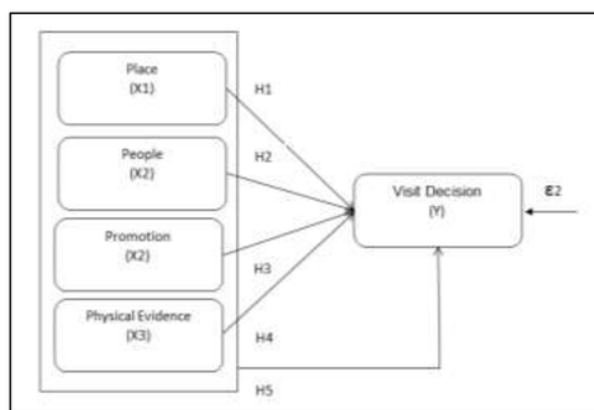 Place
(X1)
H1
People
(X2)
H2
Visit Decision
(Y)
ε2
Promotion
(X2)
H3
Physical Evidence
(X3)
H4
H5